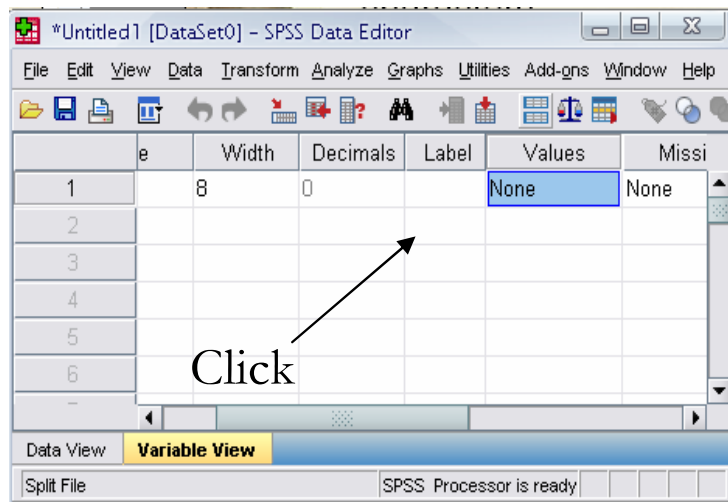 *Untitled1 [DataSet0] - SPSS Data Editor
File Edit View Data Transform Analyze Graphs Utilities Add-ons Window Help
e Width Decimals Label Values Missi
1 8 0 None None
2
3
4
5
6
Click
Data View Variable View
Split File SPSS Processor is ready